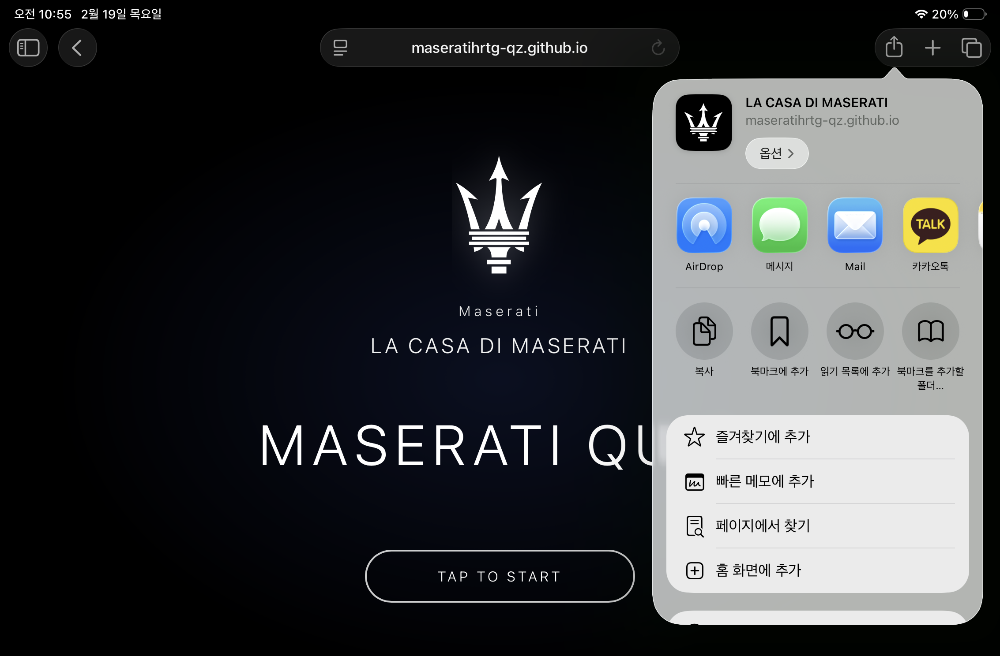 오전 10:55 2월 19일 목요일
20%
maseratihrtg-qz.github.io
LA CASA DI MASERATI
maseratihrtg-qz.github.io
옵션
AirDrop
메시지
Mail
TALK
카카오톡
복사
북마크에 추가
읽기 목록에 추가
북마크를 추가할
폴더...
즐겨찾기에 추가
빠른 메모에 추가
페이지에서 찾기
홈 화면에 추가
Maserati
LA CASA DI MASERATI
MASERATI QU
TAP TO START